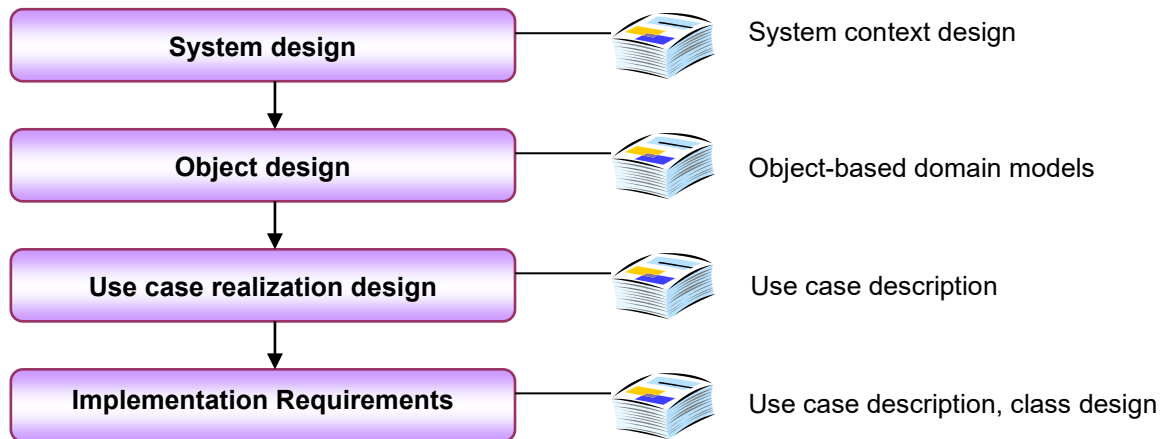 System design
System context design
Object design
Object-based domain models
Use case realization design
Use case description
Implementation Requirements
Use case description, class design